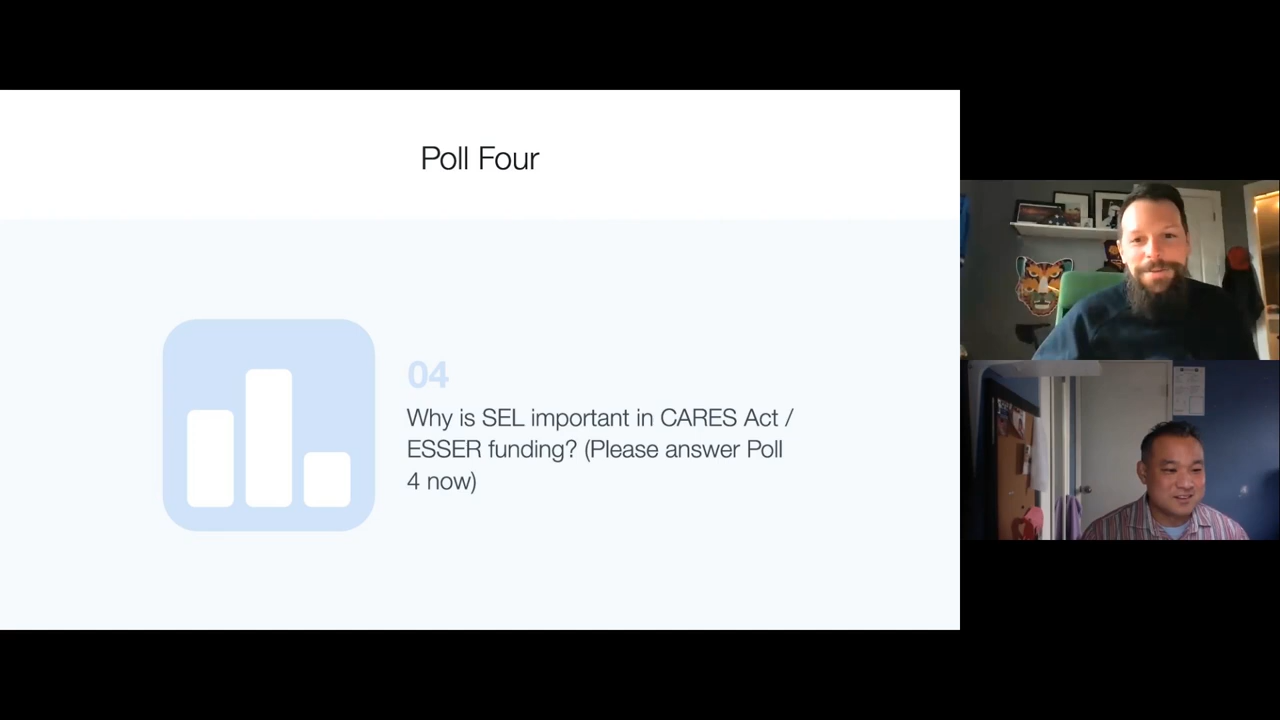 Poll Four
04
Why is SEL important in CARES Act /
ESSER funding? (Please answer Poll
4 now)